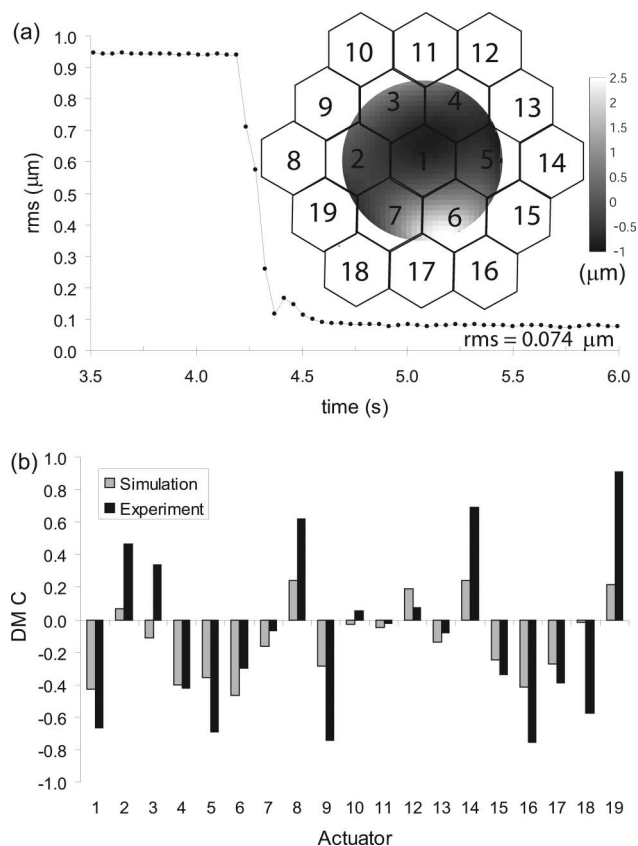 (a)
1.0
0.9
0.8
0.7
0.6
0.5
0.4
0.3
0.2
0.1
0.0
rms (μm)
3.5 4.0 4.5 5.0 5.5 6.0
time (s)
rms = 0.074 μm
10 11 12
9 3 4 13
8 2 1 5 14
19 7 6 15
18 17 16
2.5
2
1.5
1
0.5
0
-0.5
-1
(μm)
(b)
1.0
0.8
0.6
0.4
0.2
0.0
-0.2
-0.4
-0.6
-0.8
-1.0
DM C
Simulation
Experiment
1 2 3 4 5 6 7 8 9 10 11 12 13 14 15 16 17 18 19
Actuator